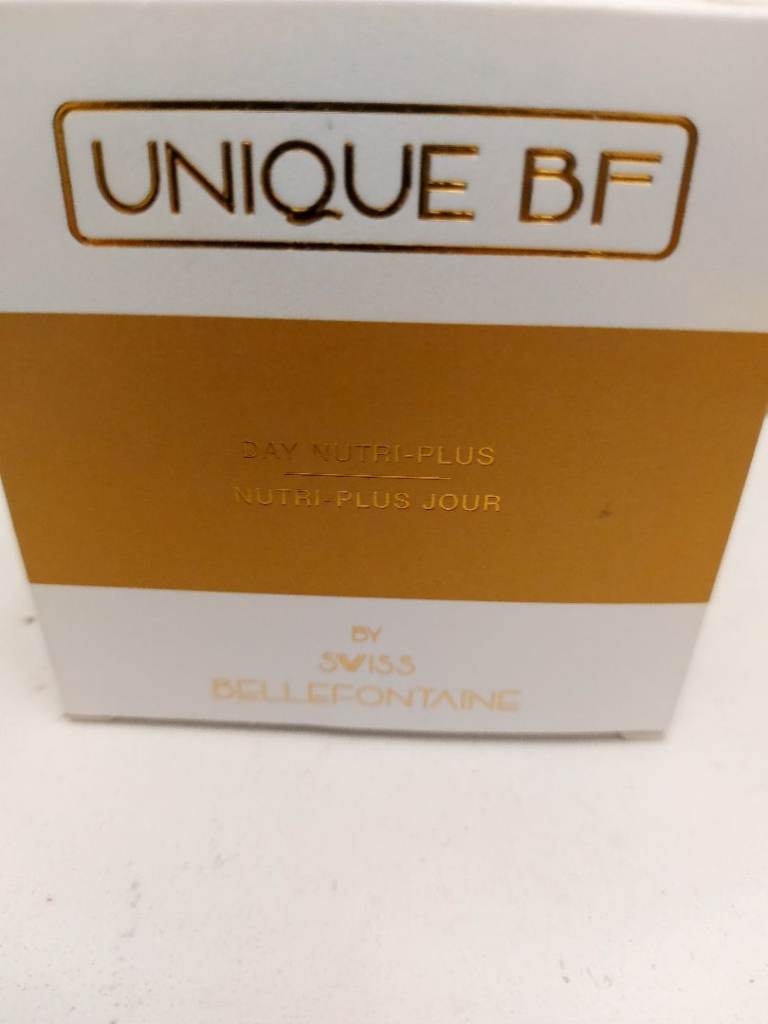 UNIQUE BF
DAY NUTRI-PLUS
NUTRI-PLUS JOUR
BY
SWISS
BELLEFONTAINE